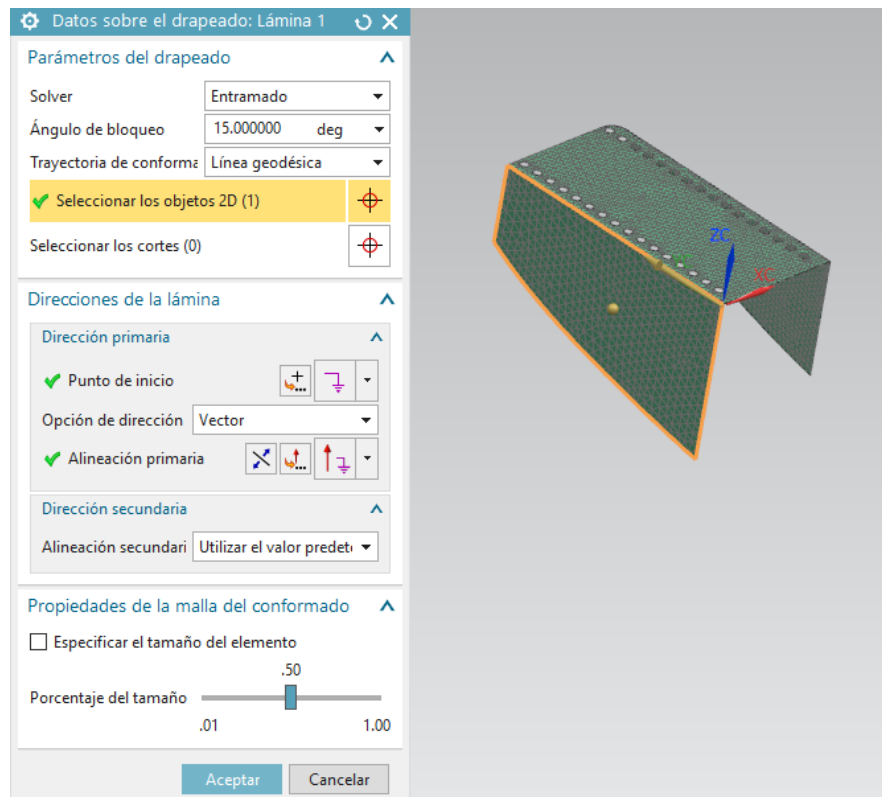 Datos sobre el drapeado: Lámina 1
Parámetros del drapeado
Solver Entramado
Ángulo de bloqueo 15.000000 deg
Trayectoria de conforma Línea geodésica
Seleccionar los objetos 2D (1)
Seleccionar los cortes (0)
Direcciones de la lámina
Dirección primaria
Punto de inicio
Opción de dirección Vector
Alineación primaria
Dirección secundaria
Alineación secundari Utilizar el valor predet
Propiedades de la malla del conformado
Especificar el tamaño del elemento
.50
Porcentaje del tamaño
.01 1.00
Aceptar Cancelar
ZC
XC